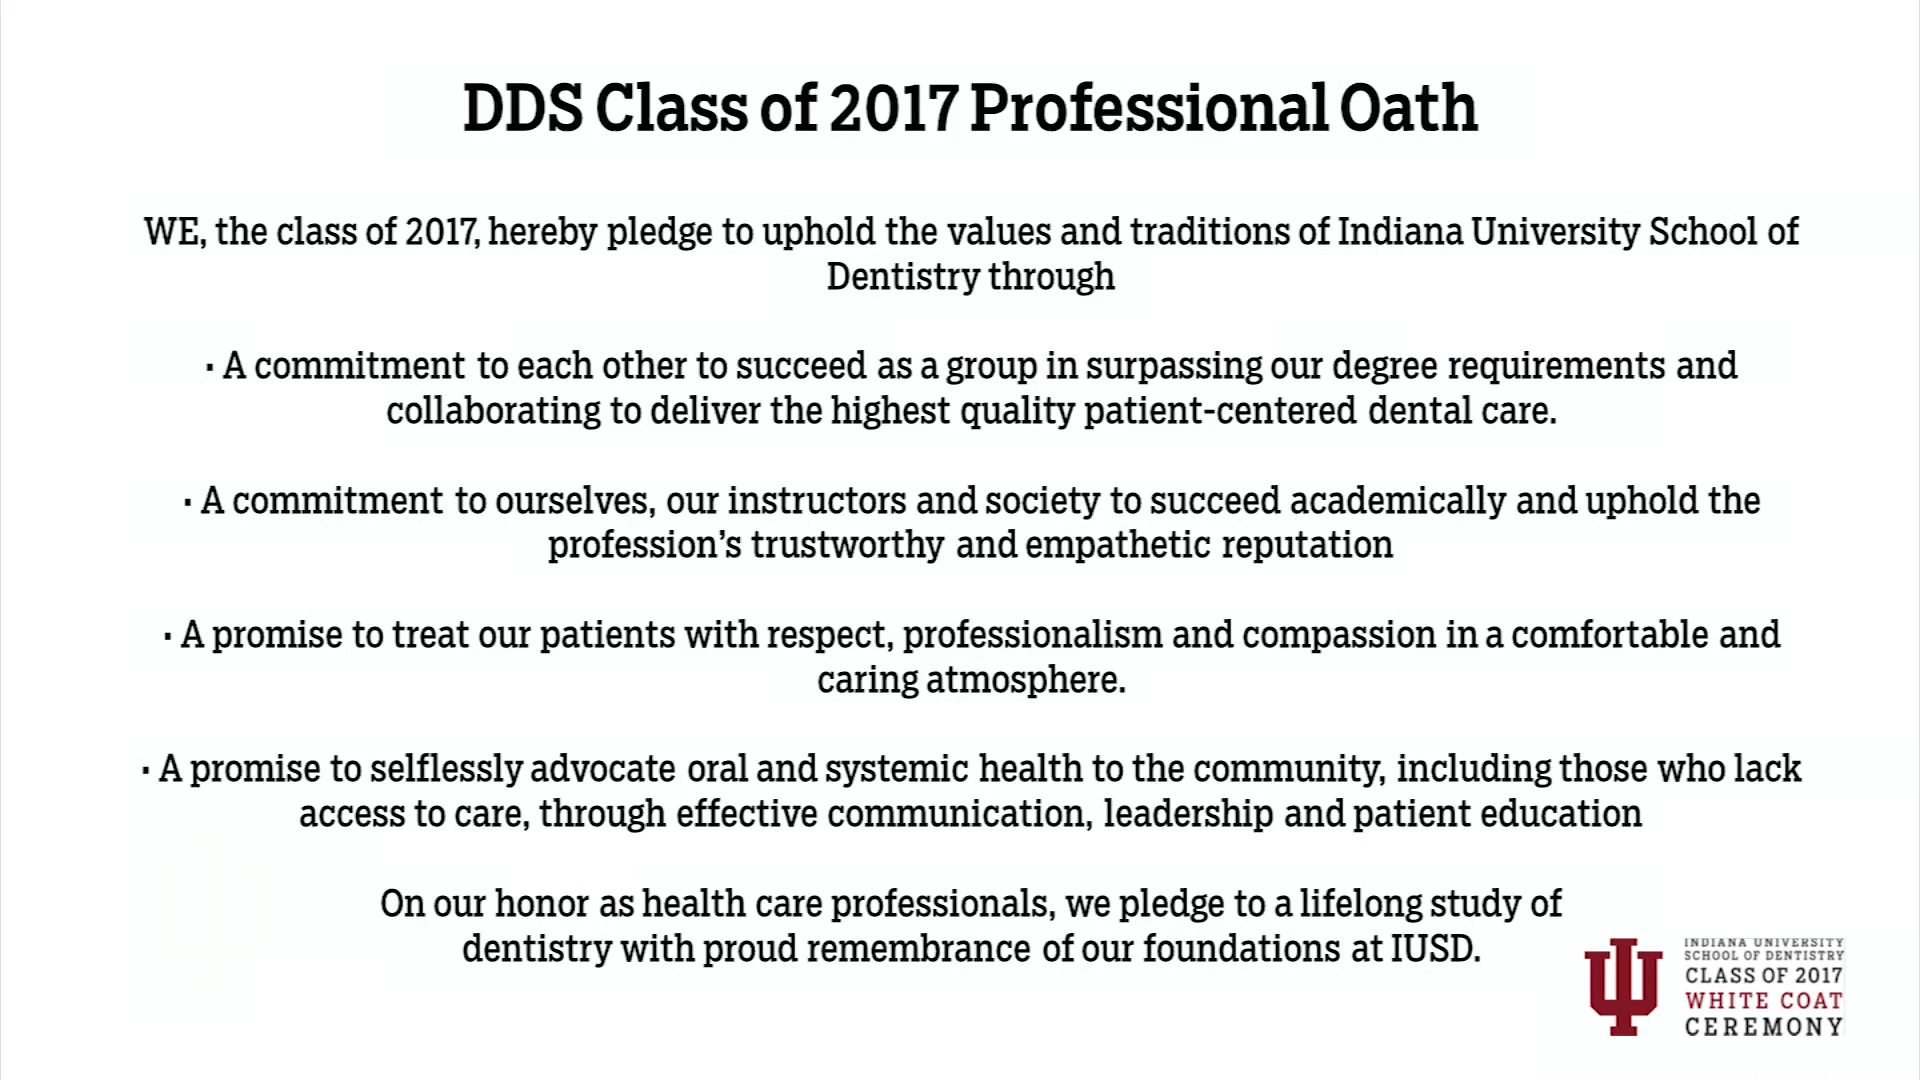 DDS Class of 2017 Professional Oath
WE, the class of 2017, hereby pledge to uphold the values and traditions of Indiana University School of
Dentistry through
· A commitment to each other to succeed as a group in surpassing our degree requirements and
collaborating to deliver the highest quality patient-centered dental care.
· A commitment to ourselves, our instructors and society to succeed academically and uphold the
profession’s trustworthy and empathetic reputation
· A promise to treat our patients with respect, professionalism and compassion in a comfortable and
caring atmosphere.
· A promise to selflessly advocate oral and systemic health to the community, including those who lack
access to care, through effective communication, leadership and patient education
On our honor as health care professionals, we pledge to a lifelong study of
dentistry with proud remembrance of our foundations at IUSD.
INDIANA UNIVERSITY
SCHOOL OF DENTISTRY
CLASS OF 2017
WHITE COAT
CEREMONY